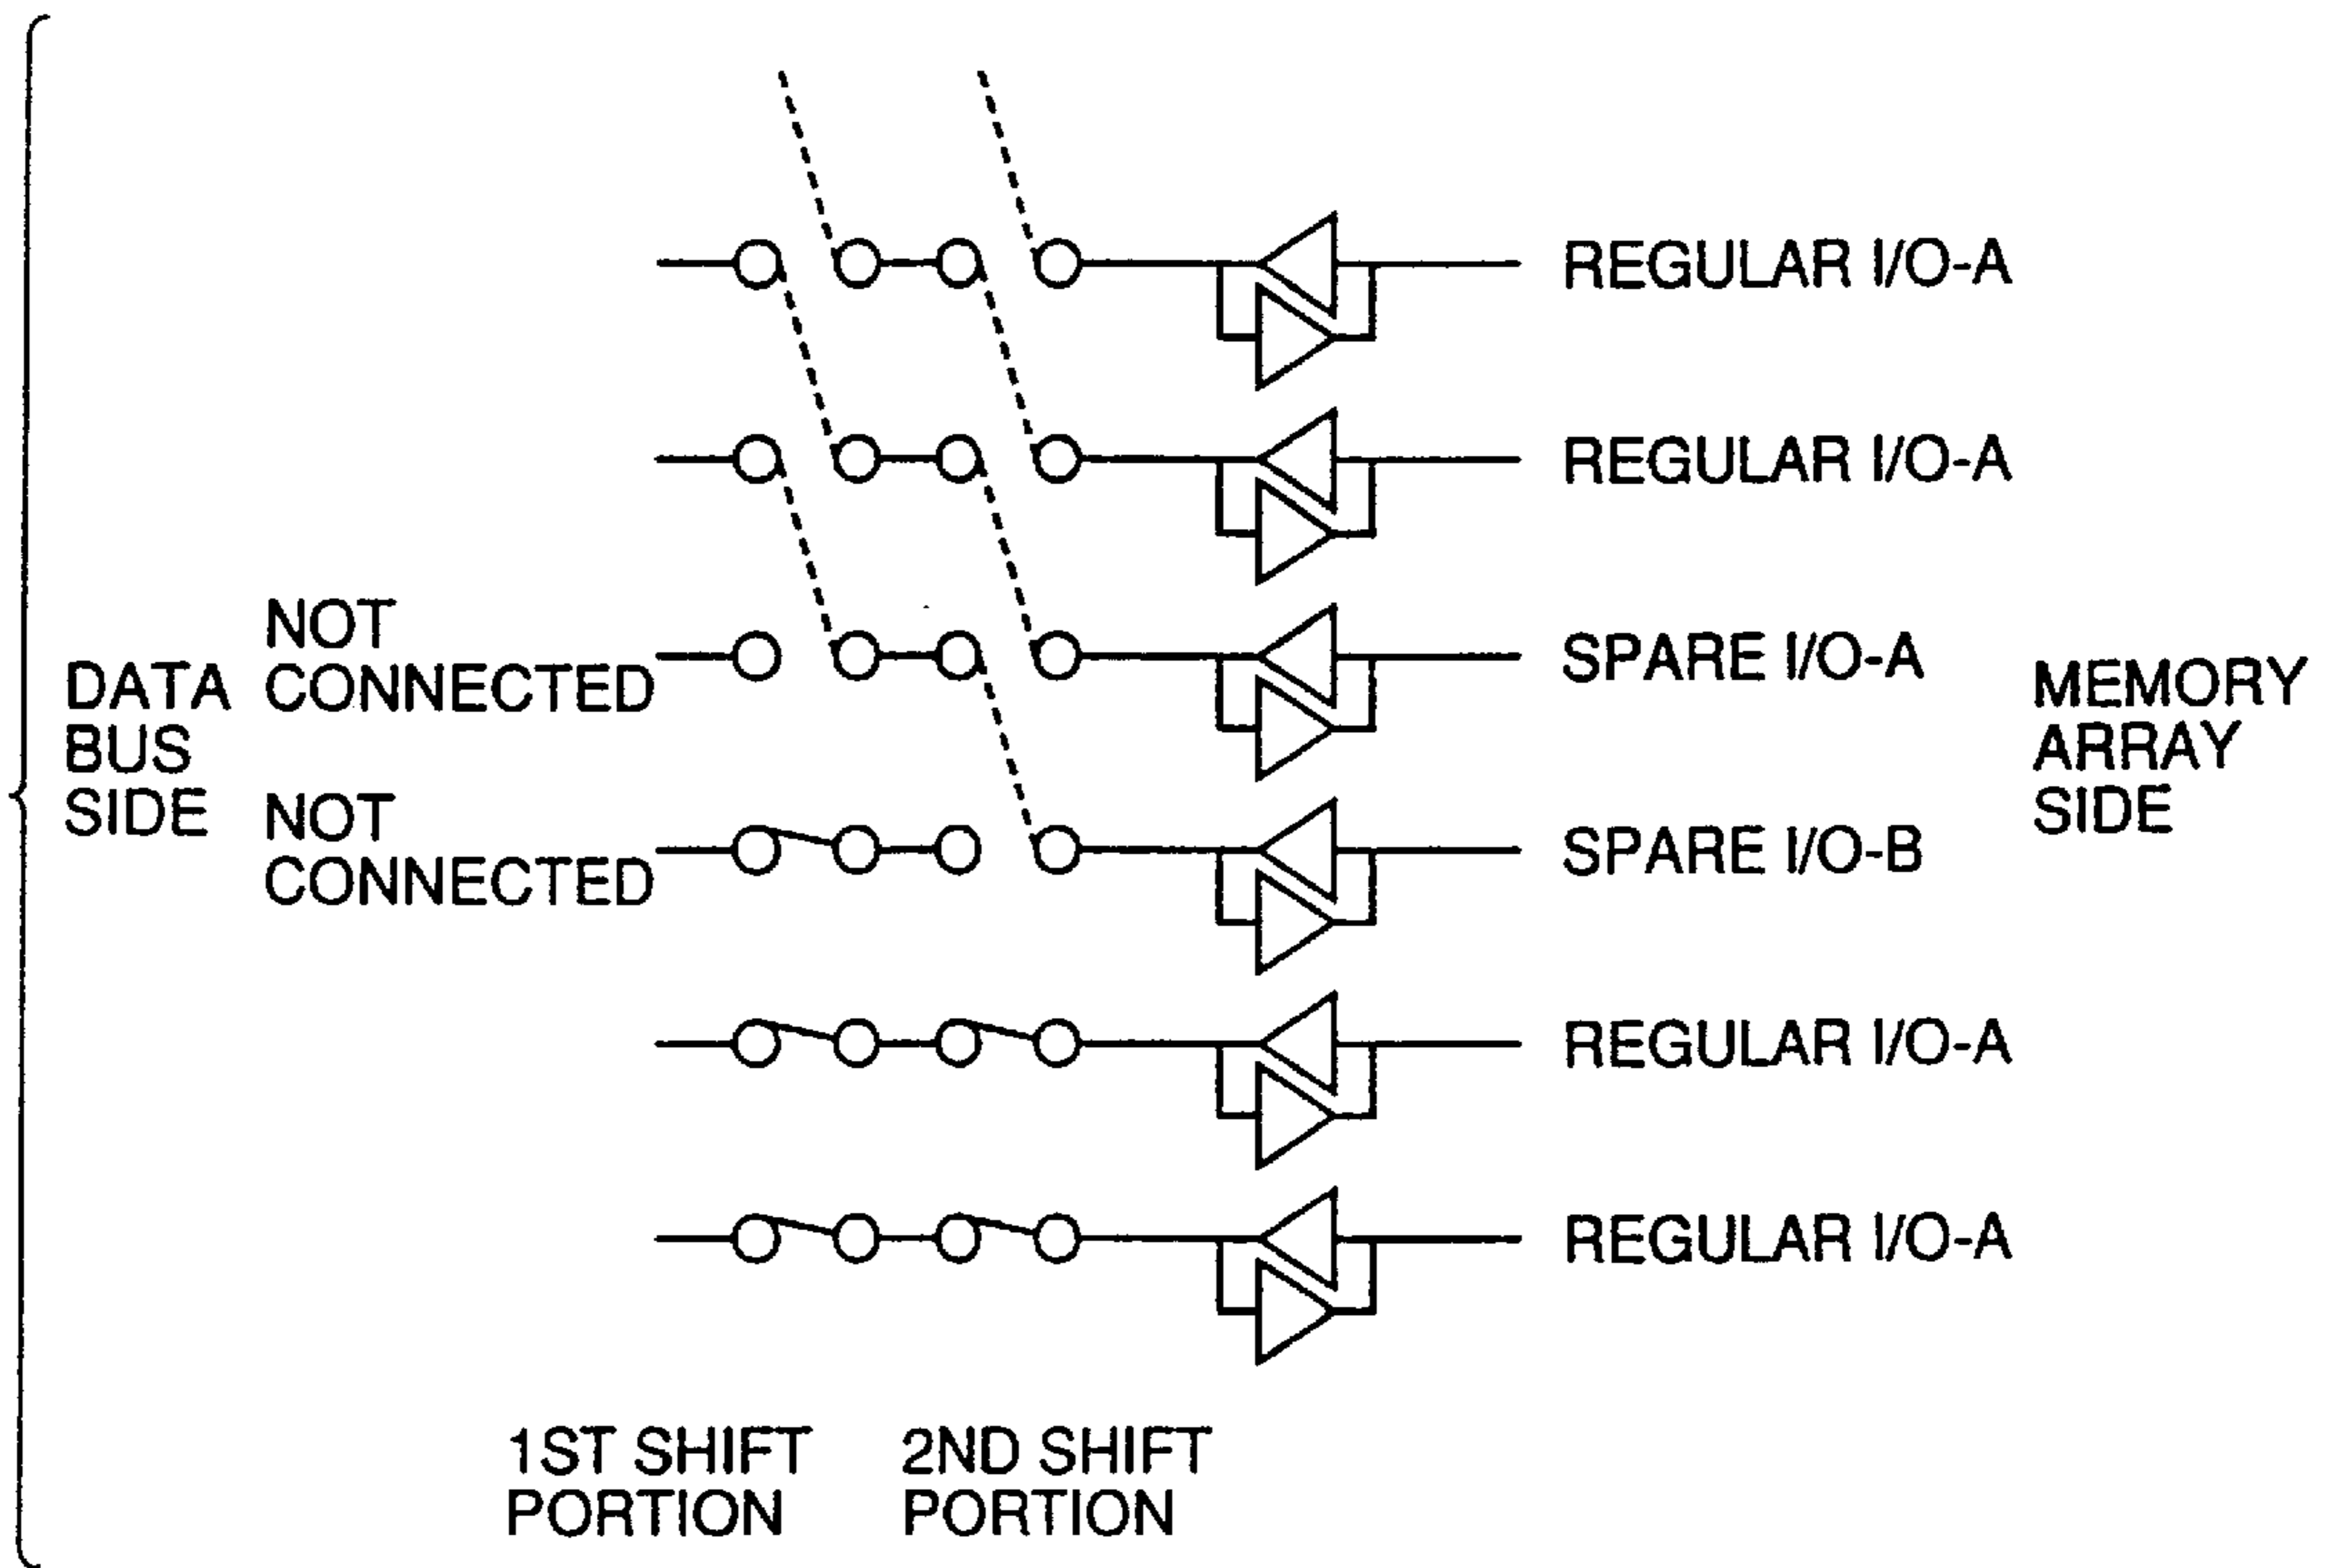 REGULAR I/O-A
REGULAR I/O-A
NOT
CONNECTED
SPARE I/O-A
DATA
BUS
SIDE
MEMORY
ARRAY
SIDE
NOT
CONNECTED
SPARE I/O-B
REGULAR I/O-A
REGULAR I/O-A
1ST SHIFT
PORTION
2ND SHIFT
PORTION